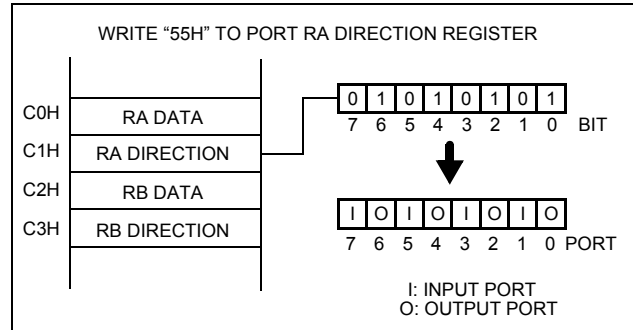 WRITE “55H” TO PORT RA DIRECTION REGISTER
C0H RA DATA
C1H RA DIRECTION
C2H RB DATA
C3H RB DIRECTION
0 1 0 1 0 1 0 1
7 6 5 4 3 2 1 0 BIT
I O I O I O I O
7 6 5 4 3 2 1 0 PORT
I: INPUT PORT
O: OUTPUT PORT